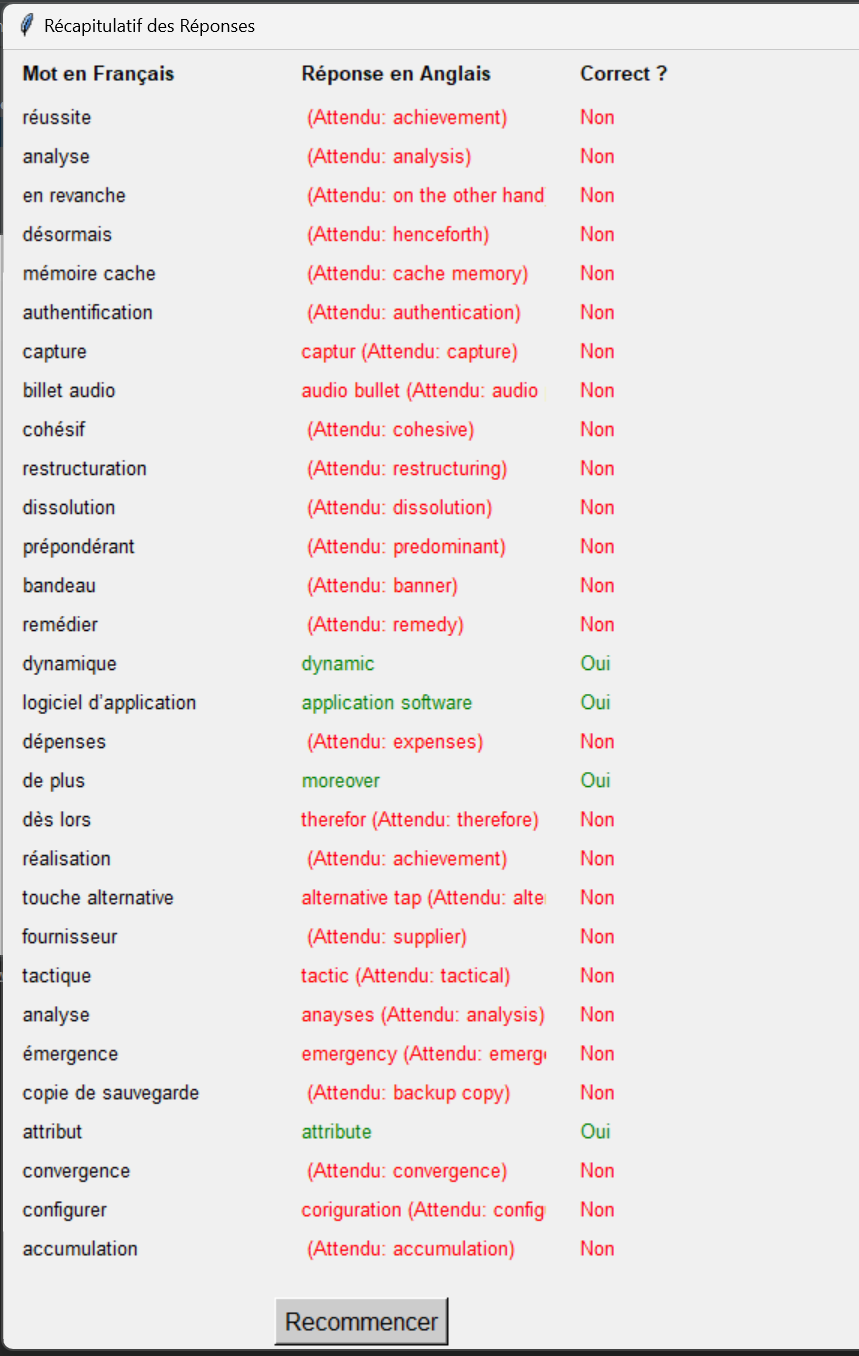 Récapitulatif des Réponses
Mot en Français Réponse en Anglais Correct ?
réussite (Attendu: achievement) Non
analyse (Attendu: analysis) Non
en revanche (Attendu: on the other hand Non
désormais (Attendu: henceforth) Non
mémoire cache (Attendu: cache memory) Non
authentification (Attendu: authentication) Non
capture captur (Attendu: capture) Non
billet audio audio bullet (Attendu: audio Non
cohésif (Attendu: cohesive) Non
restructuration (Attendu: restructuring) Non
dissolution (Attendu: dissolution) Non
prépondérant (Attendu: predominant) Non
bandeau (Attendu: banner) Non
remédier (Attendu: remedy) Non
dynamique dynamic Oui
logiciel d'application application software Oui
dépenses (Attendu: expenses) Non
de plus moreover Oui
dès lors therefor (Attendu: therefore) Non
réalisation (Attendu: achievement) Non
touche alternative alternative tap (Attendu: alte Non
fournisseur (Attendu: supplier) Non
tactique tactic (Attendu: tactical) Non
analyse anayses (Attendu: analysis) Non
émergence emergency (Attendu: emerg Non
copie de sauvegarde (Attendu: backup copy) Non
attribut attribute Oui
convergence (Attendu: convergence) Non
configurer coriguration (Attendu: config Non
accumulation (Attendu: accumulation) Non
Recommencer